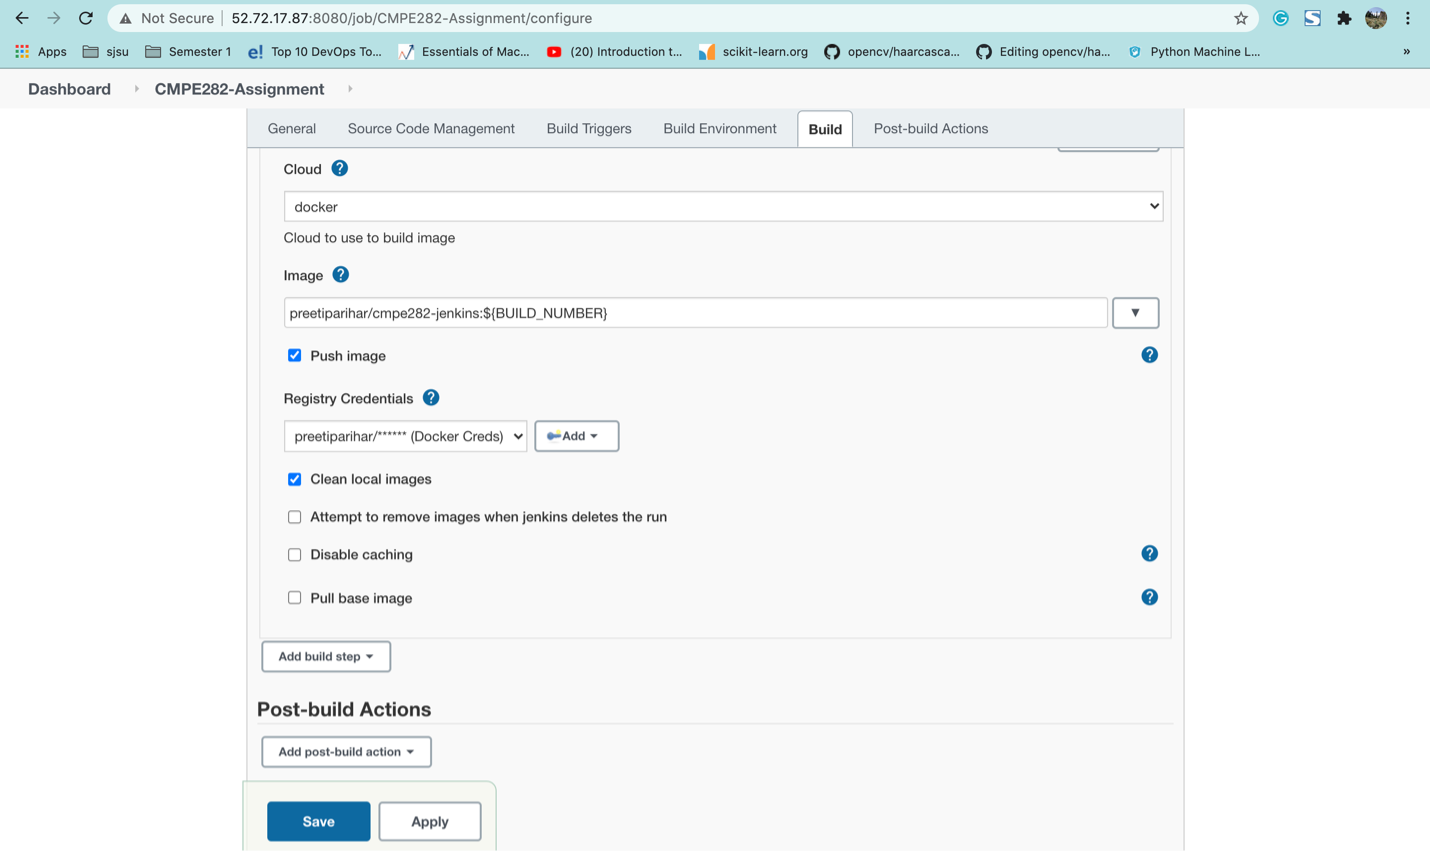 Not Secure 52.72.17.87:8080/job/CMPE282-Assignment/configure
Apps sjsu Semester 1 e! Top 10 DevOps To... Essentials of Mac... (20) Introduction t... scikit-learn.org opencv/haarcasca... Editing opencv/ha... Python Machine L... »
Dashboard CMPE282-Assignment
General Source Code Management Build Triggers Build Environment Build Post-build Actions
Cloud ?
docker
Cloud to use to build image
Image ?
preetiparihar/cmpe282-jenkins:${BUILD_NUMBER} ▼
Push image ?
Registry Credentials ?
preetiparihar/****** (Docker Creds) Add
Clean local images
Attempt to remove images when jenkins deletes the run
Disable caching ?
Pull base image ?
Add build step
Post-build Actions
Add post-build action
Save Apply